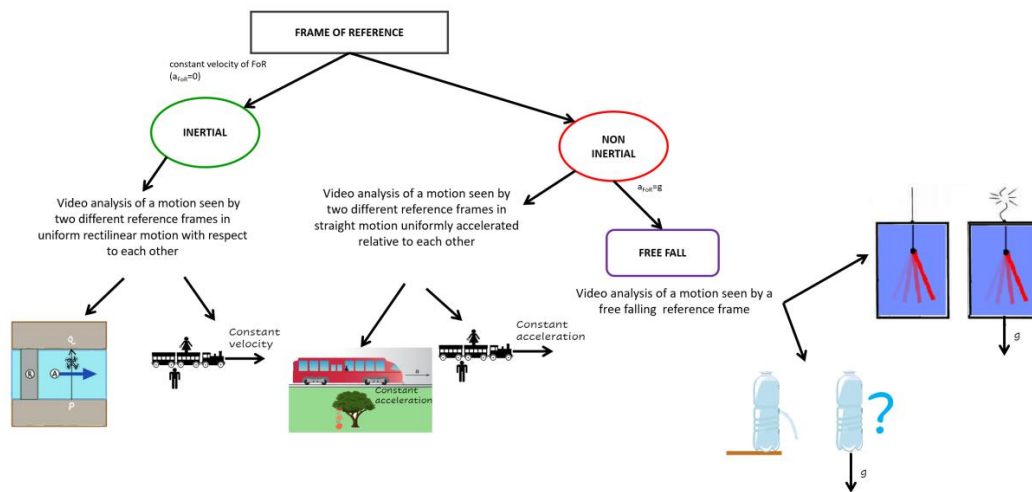 FRAME OF REFERENCE
constant velocity of FoR
(aFoR=0)
INERTIAL
NON
INERTIAL
aFoR=g
Video analysis of a motion seen by
two different reference frames in
uniform rectilinear motion with respect
to each other
Video analysis of a motion seen by
two different reference frames in
straight motion uniformly accelerated
relative to each other
FREE FALL
Video analysis of a motion seen by a
free falling reference frame
Q
B
A
P
Constant
velocity
a
Constant
acceleration
Constant
acceleration
g
?
g